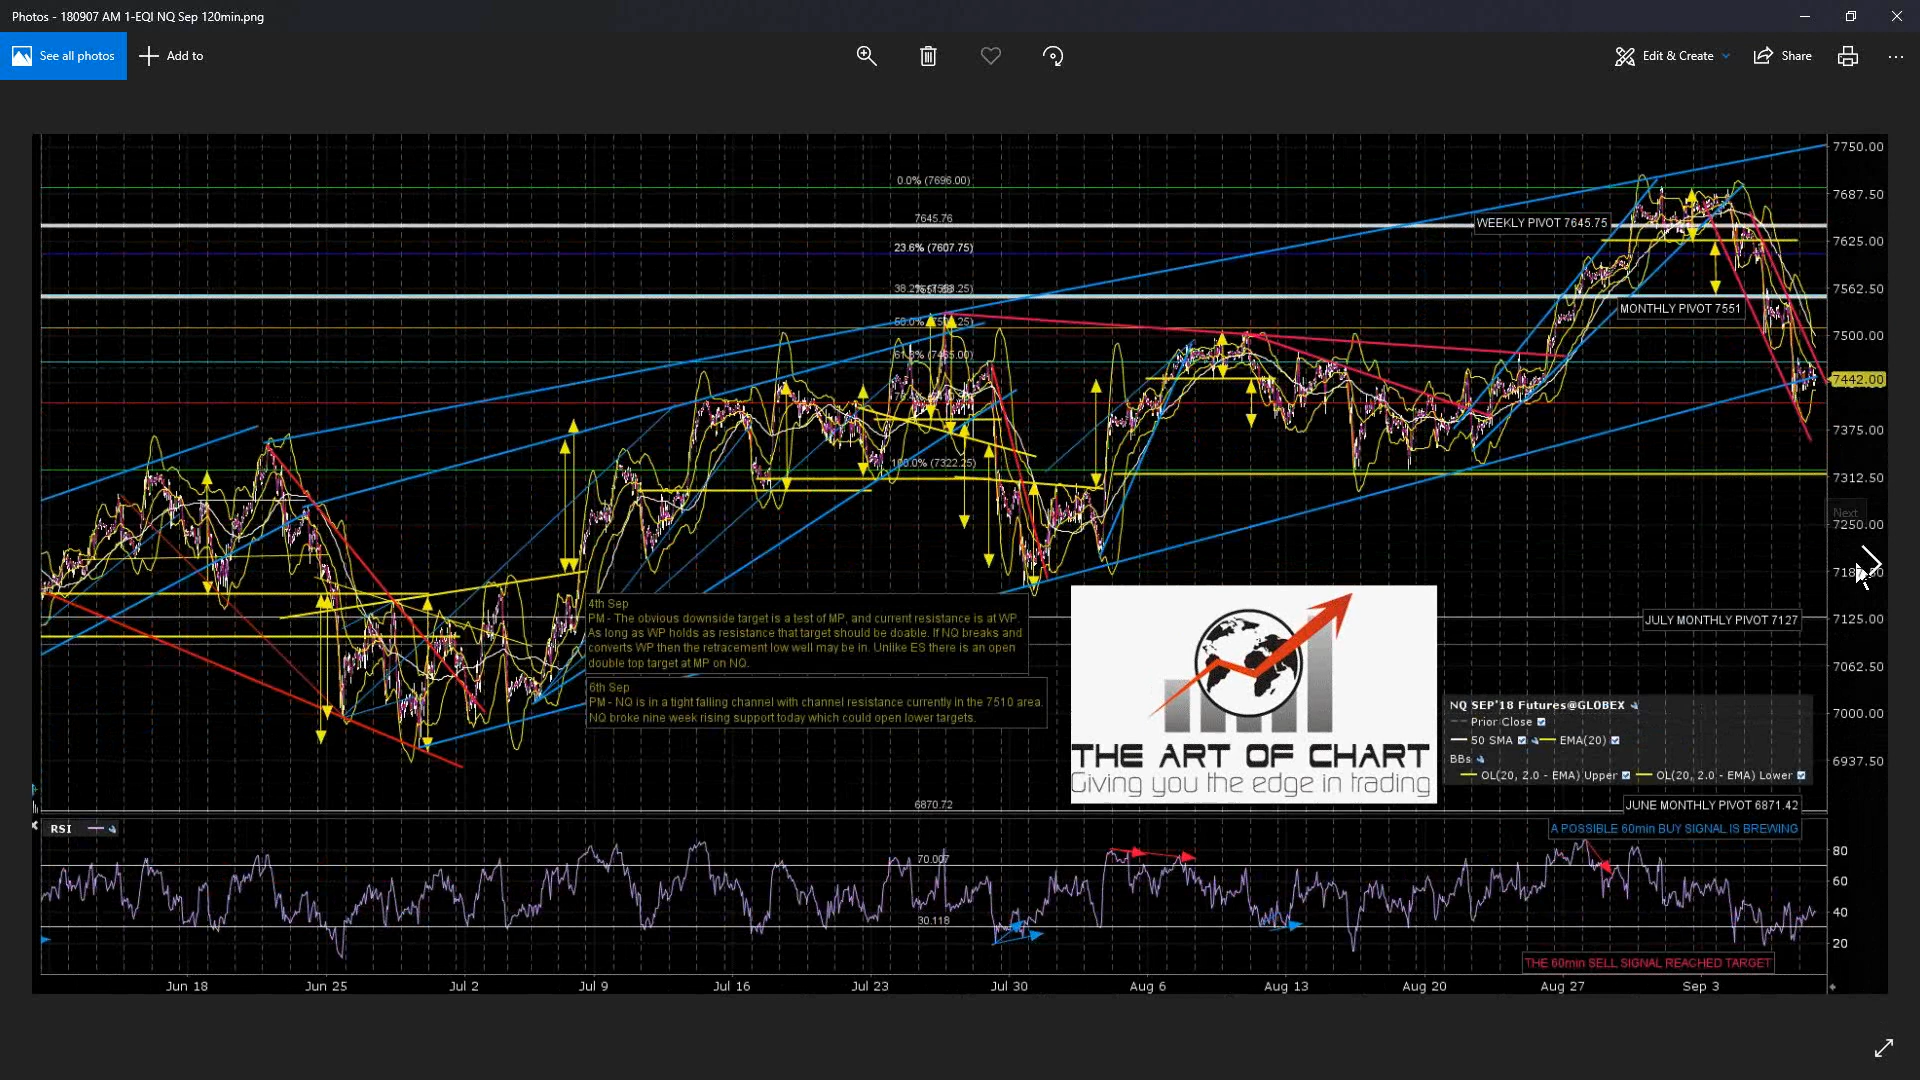 Photos - 180907 AM 1-EQI NQ Sep 120min.png
See all photos
Add to
Edit & Create
Share
0.0% (7696.00)
7645.76
23.6% (7607.75)
WEEKLY PIVOT 7645.75
MONTHLY PIVOT 7551
100.0% (7322.25)
7750.00
7687.50
7625.00
7562.50
7500.00
7442.00
7375.00
7312.50
Next
7250.00
7125.00
7062.50
7000.00
6937.50
4th Sep
PM - The obvious downside target is a test of MP, and current resistance is at WP.
As long as WP holds as resistance that target should be doable. If NQ breaks and
converts WP then the retracement low well may be in. Unlike ES there is an open
double top target at MP on NQ.
6th Sep
PM - NQ is in a tight falling channel with channel resistance currently in the 7510 area.
NQ broke nine week rising support today which could open lower targets.
THE ART OF CHART
Giving you the edge in trading
JULY MONTHLY PIVOT 7127
NQ SEP'18 Futures@GLOBEX
Prior Close
50 SMA EMA(20)
BBs
OL(20, 2.0 - EMA) Upper OL(20, 2.0 - EMA) Lower
6870.72
JUNE MONTHLY PIVOT 6871.42
RSI
A POSSIBLE 60min BUY SIGNAL IS BREWING
70.007
30.118
80
60
40
20
THE 60min SELL SIGNAL REACHED TARGET
Jun 18 Jun 25 Jul 2 Jul 9 Jul 16 Jul 23 Jul 30 Aug 6 Aug 13 Aug 20 Aug 27 Sep 3